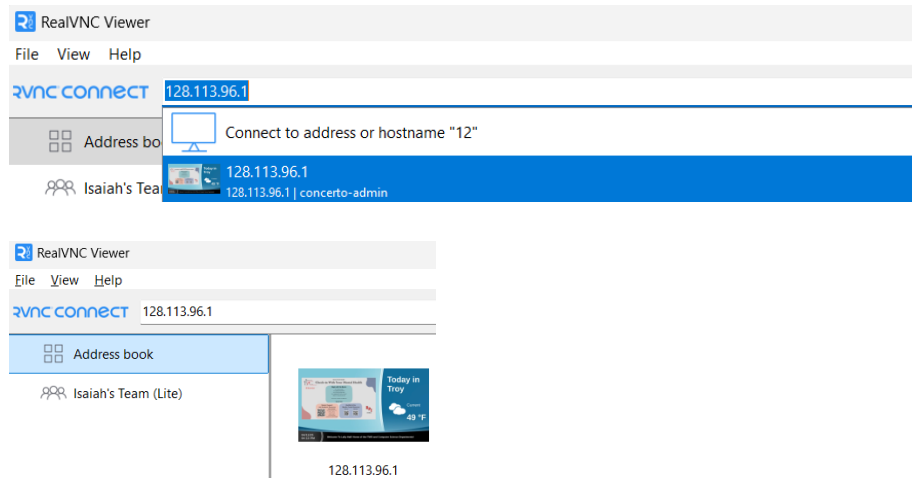 RealVNC Viewer
File View Help
RVNC CONNECT 128.113.96.1
Connect to address or hostname "12"
Address bo
128.113.96.1
128.113.96.1 | concerto-admin
Isaiah's Tea
RealVNC Viewer
File View Help
RVNC CONNECT 128.113.96.1
Address book
Isaiah's Team (Lite)
Today in
Troy
Current
49 °F
128.113.96.1